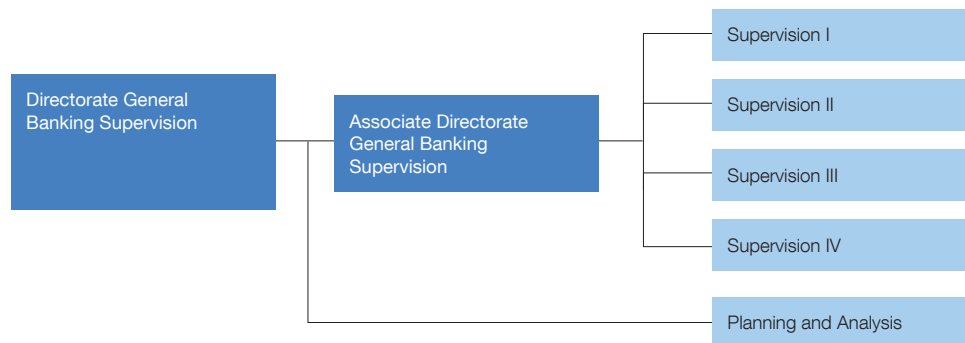 Directorate General
Banking Supervision
Associate Directorate
General Banking
Supervision
Supervision I
Supervision II
Supervision III
Supervision IV
Planning and Analysis